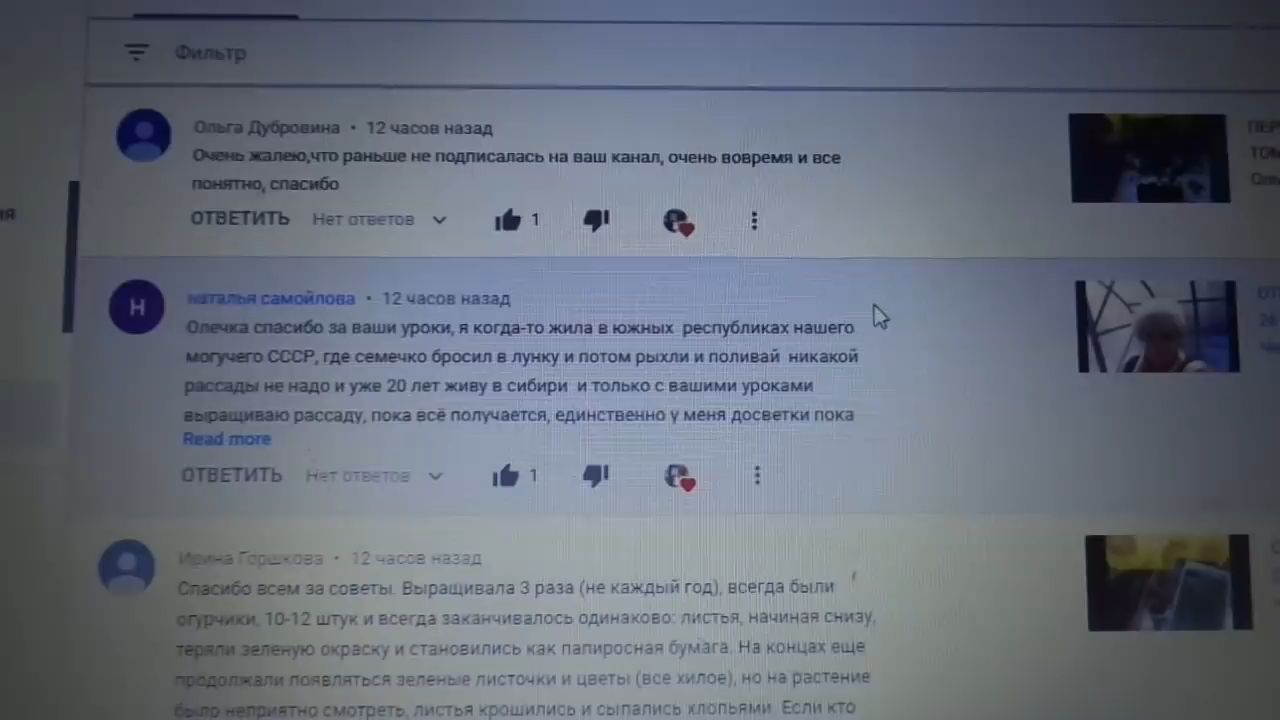 Фильтр
Ольга Дубровина • 12 часов назад
Очень жалею,что раньше не подписалась на ваш канал, очень вовремя и все
понятно, спасибо
ОТВЕТИТЬ Нет ответов 1
Н
наталья самойлова • 12 часов назад
Олечка спасибо за ваши уроки, я когда-то жила в южных республиках нашего
могучего СССР, где семечко бросил в лунку и потом рыхли и поливай никакой
рассады не надо и уже 20 лет живу в сибири и только с вашими уроками
выращиваю рассаду, пока всё получается, единственно у меня досветки пока
Read more
ОТВЕТИТЬ Нет ответов 1
Ирина Горшкова • 12 часов назад
Спасибо всем за советы. Выращивала 3 раза (не каждый год), всегда были
огурчики, 10-12 штук и всегда заканчивалось одинаково: листья, начиная снизу,
теряли зеленую окраску и становились как папиросная бумага. На концах еще
продолжали появляться зеленые листочки и цветы (все хилое), но на растение
было неприятно смотреть, листья крошились и сыпались хлопьями. Если кто